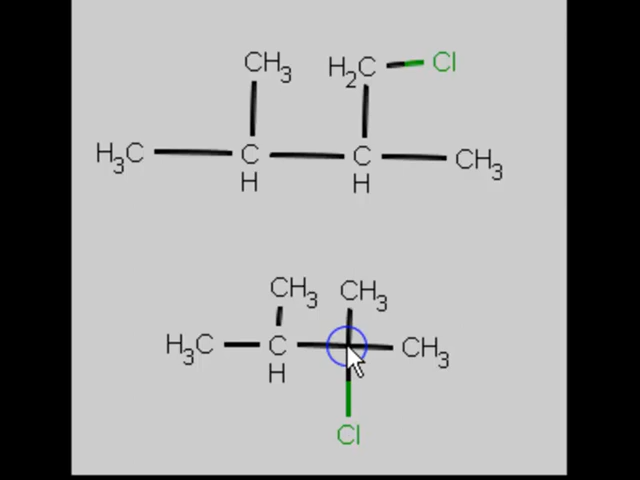 CH3 H2C Cl
H3C C C CH3
H H
CH3 CH3
H3C C CH3
H
Cl